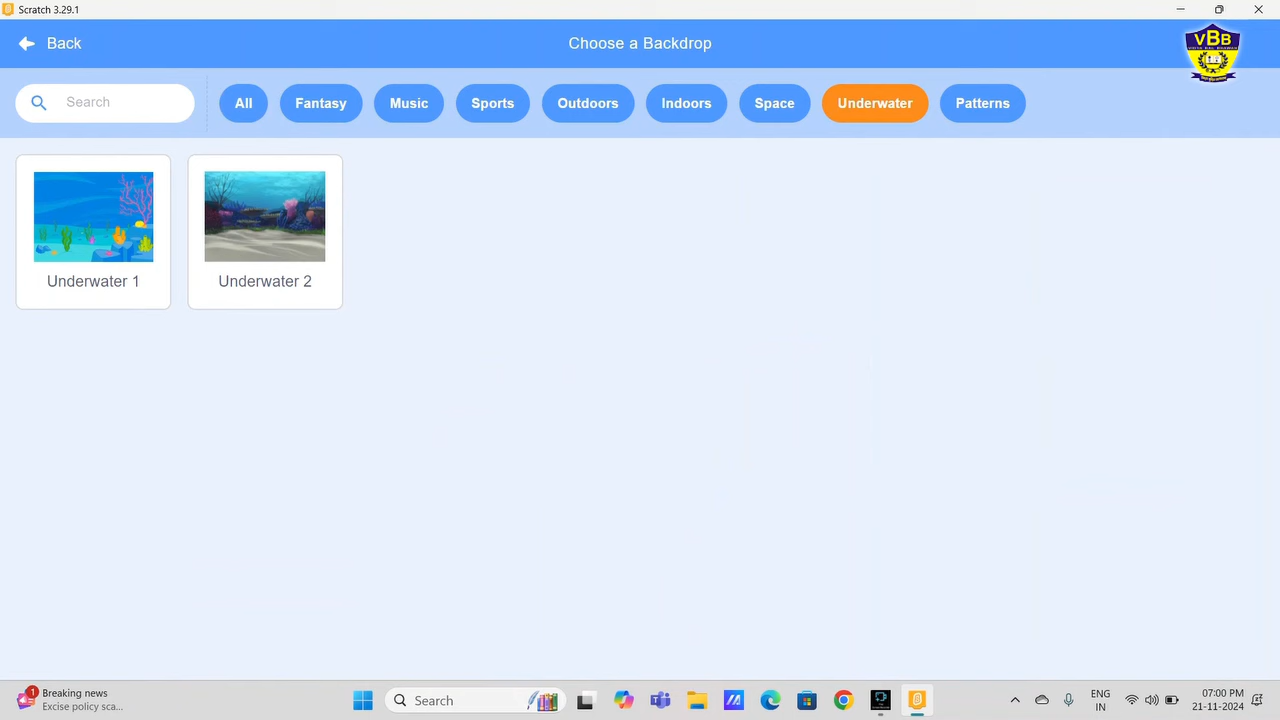 Scratch 3.29.1
Back
Choose a Backdrop
VBB
Search
All
Fantasy
Music
Sports
Outdoors
Indoors
Space
Underwater
Patterns
Underwater 1
Underwater 2
1
Breaking news
Excise policy sca...
Search
ENG
IN
07:00 PM
21-11-2024